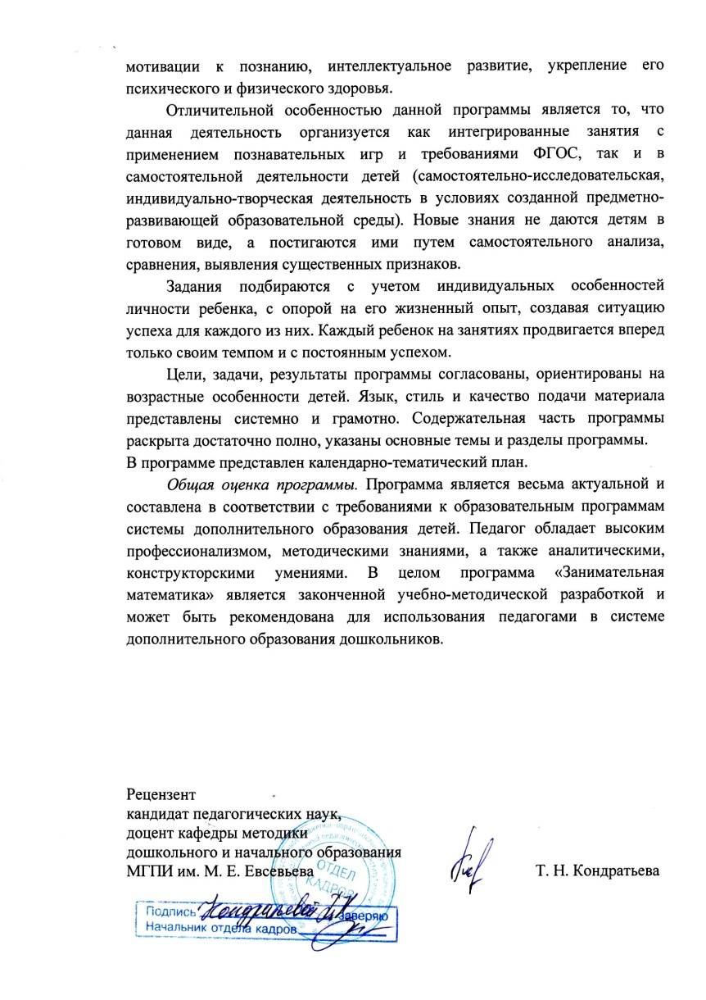 мотивации к познанию, интеллектуальное развитие, укрепление его
психического и физического здоровья.
Отличительной особенностью данной программы является то, что
данная деятельность организуется как интегрированные занятия с
применением познавательных игр и требованиями ФГОС, так и в
самостоятельной деятельности детей (самостоятельно-исследовательская,
индивидуально-творческая деятельность в условиях созданной предметно-
развивающей образовательной среды). Новые знания не даются детям в
готовом виде, а постигаются ими путем самостоятельного анализа,
сравнения, выявления существенных признаков.
Задания подбираются с учетом индивидуальных особенностей
личности ребенка, с опорой на его жизненный опыт, создавая ситуацию
успеха для каждого из них. Каждый ребенок на занятиях продвигается вперед
только своим темпом и с постоянным успехом.
Цели, задачи, результаты программы согласованы, ориентированы на
возрастные особенности детей. Язык, стиль и качество подачи материала
представлены системно и грамотно. Содержательная часть программы
раскрыта достаточно полно, указаны основные темы и разделы программы.
В программе представлен календарно-тематический план.
Общая оценка программы. Программа является весьма актуальной и
составлена в соответствии с требованиями к образовательным программам
системы дополнительного образования детей. Педагог обладает высоким
профессионализмом, методическими знаниями, а также аналитическими,
конструкторскими умениями. В целом программа «Занимательная
математика» является законченной учебно-методической разработкой и
может быть рекомендована для использования педагогами в системе
дополнительного образования дошкольников.
Рецензент
кандидат педагогических наук,
доцент кафедры методики
дошкольного и начального образования
МГПИ им. М. Е. Евсевьева
Т. Н. Кондратьева
ОТДЕЛ
КАДРОВ
Подпись Кондратьевой заверяю
Начальник отдела кадров